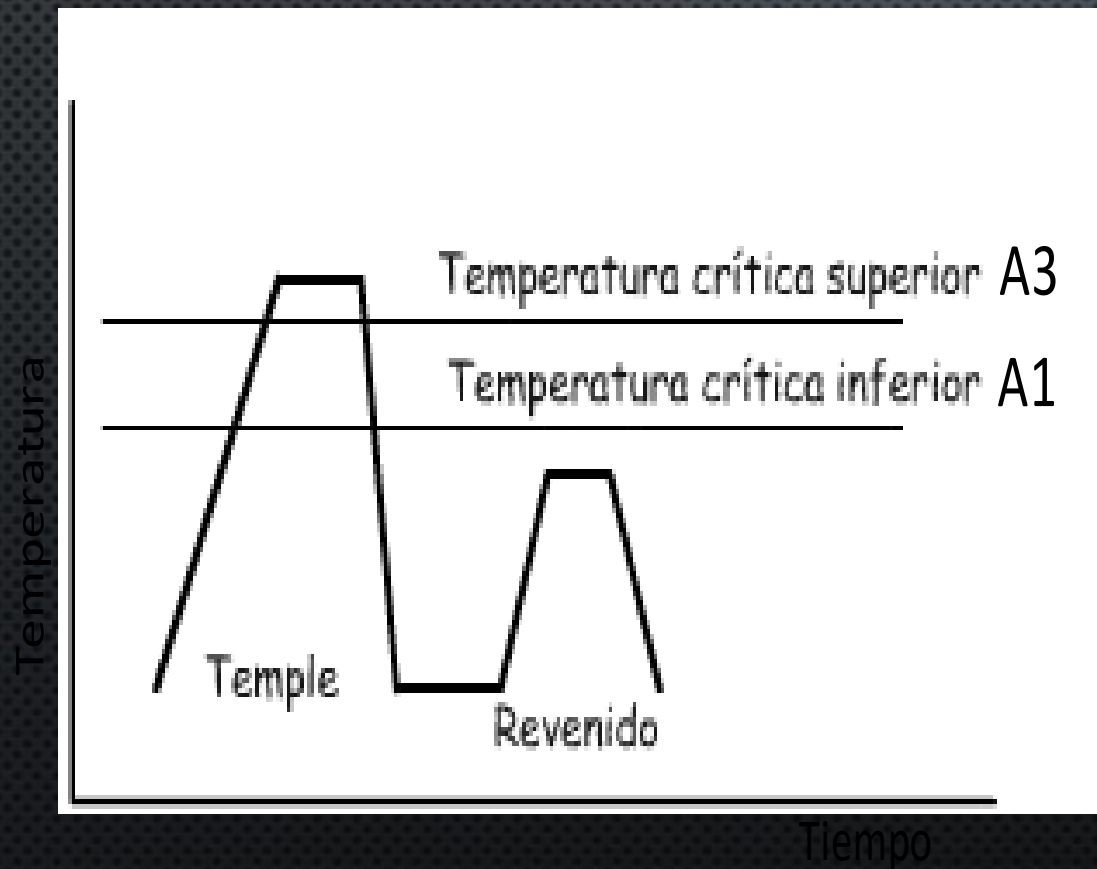 Temperatura crítica superior A3
Temperatura crítica inferior A1
Temperatura
Temple
Revenido
Tiempo